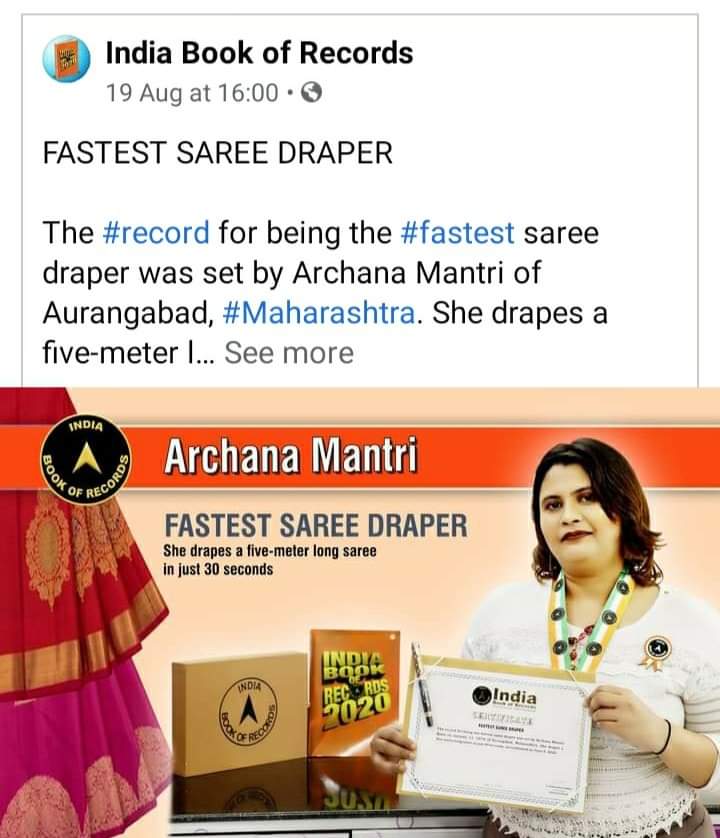 India Book of Records
19 Aug at 16:00 •
FASTEST SAREE DRAPER
The #record for being the #fastest saree
draper was set by Archana Mantri of
Aurangabad, #Maharashtra. She drapes a
five-meter l... See more
INDIA
BOOK OF RECORDS
Archana Mantri
FASTEST SAREE DRAPER
She drapes a five-meter long saree
in just 30 seconds
INDIA
BOOK OF RECORDS
INDIA
BOOK
OF
RECORDS
2020
India
Book of Records
CERTIFICATE
FASTEST SAREE DRAPER